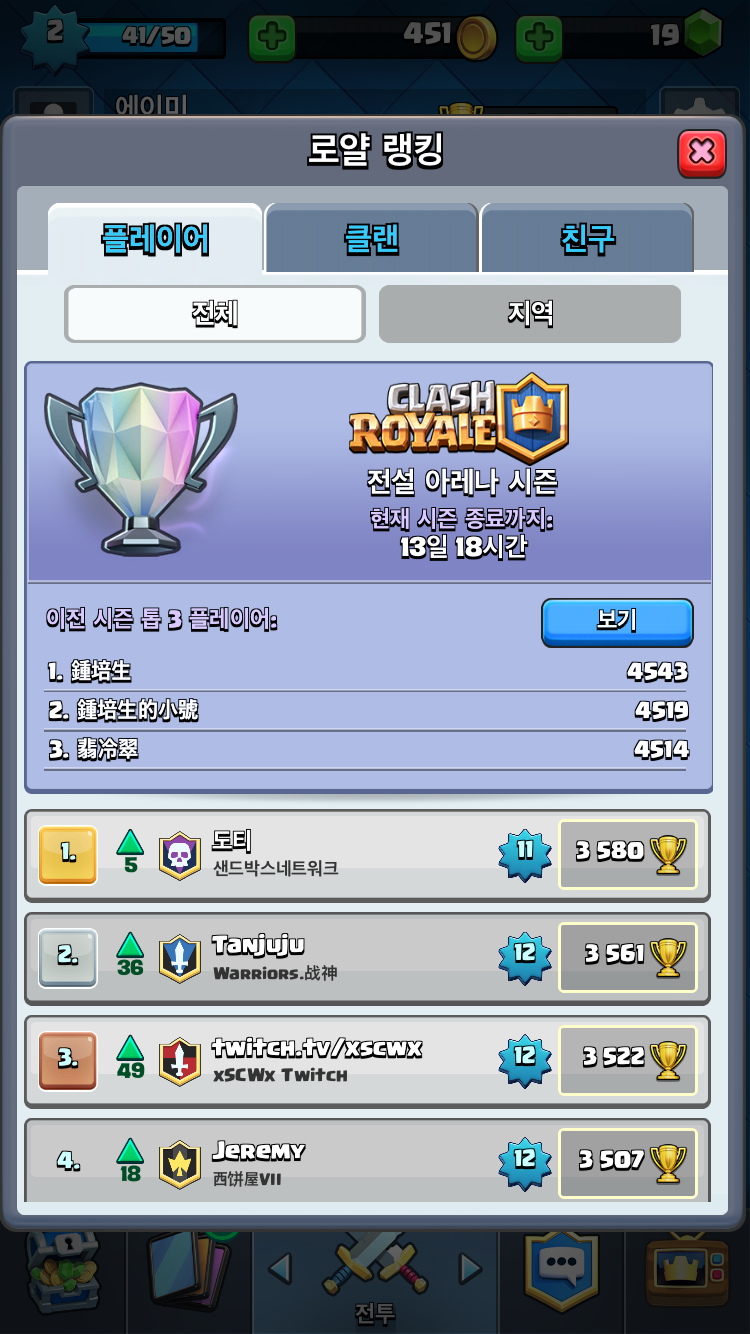 2
41/50
451
19
에이미
로얄 랭킹
플레이어
클랜
친구
전체
지역
CLASH
ROYALE
전설 아레나 시즌
현재 시즌 종료까지:
13일 18시간
이전 시즌 톱 3 플레이어:
보기
1. 鍾培生 4543
2. 鍾培生的小號 4519
3. 翡冷翠 4514
1. 5 도티 11 3 580
샌드박스네트워크
2. 36 Tanjuju 12 3 561
Warriors.战神
3. 49 twitch.tv/xscwx 12 3 522
xSCWx Twitch
4. 18 Jeremy 12 3 507
西饼屋VII
전투